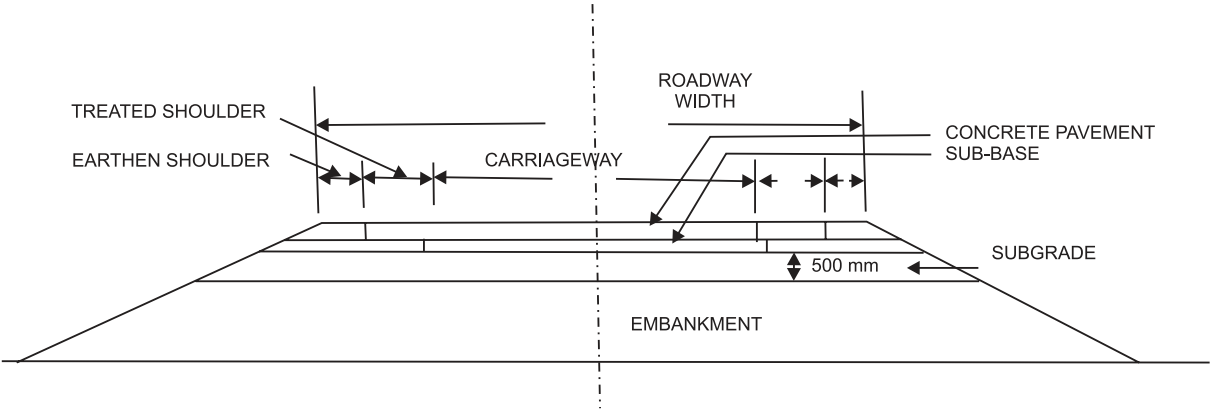 ROADWAY
WIDTH
TREATED SHOULDER
CONCRETE PAVEMENT
EARTHEN SHOULDER
CARRIAGEWAY
SUB-BASE
SUBGRADE
500 mm
EMBANKMENT